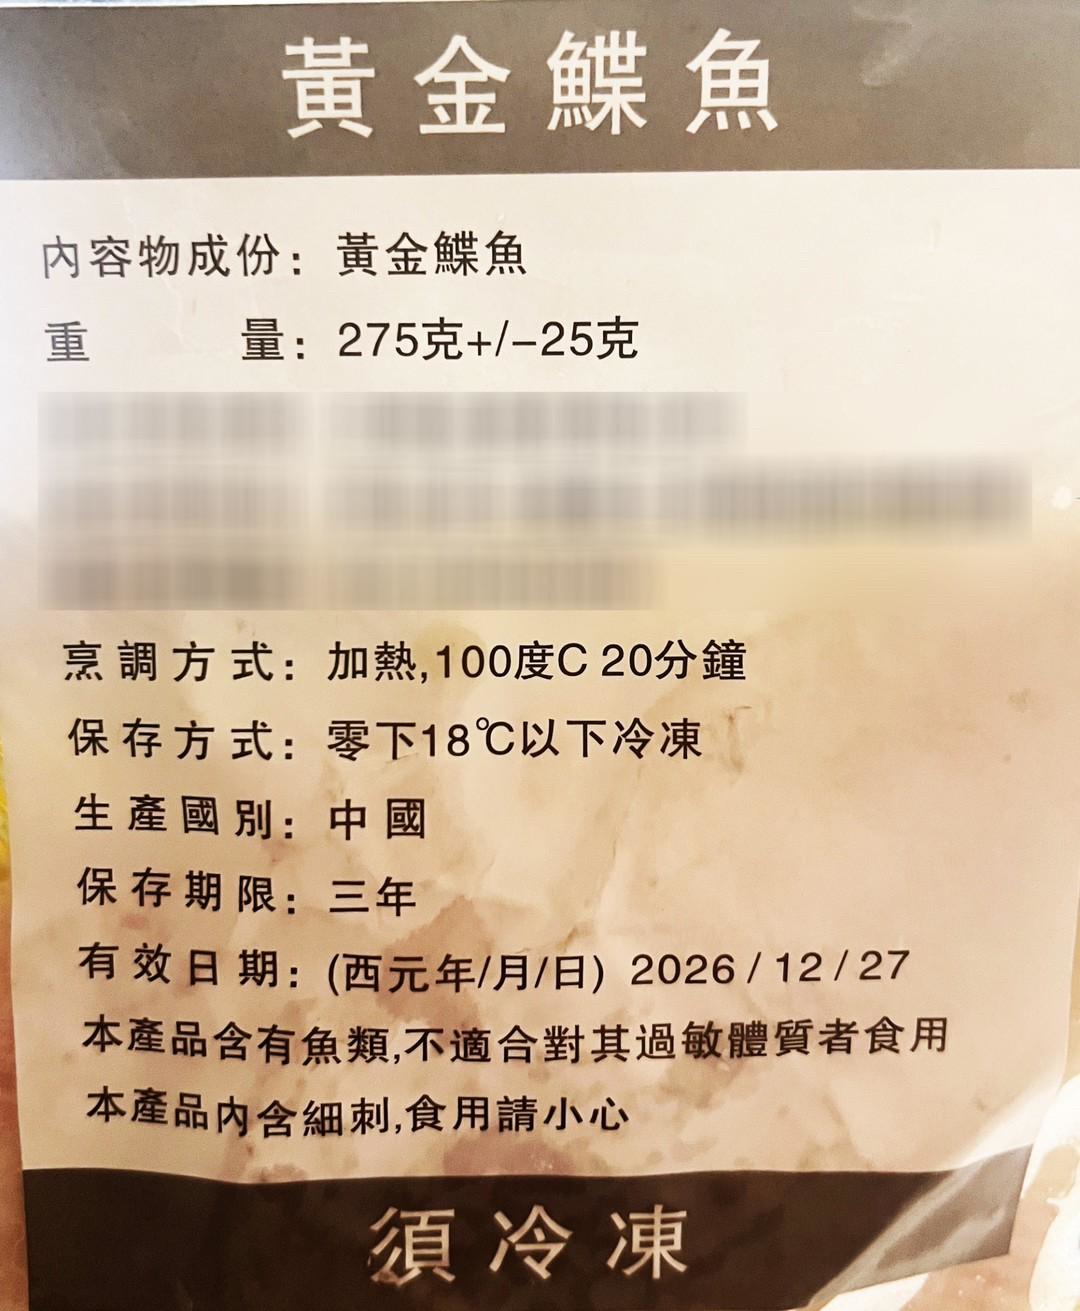 黃金鰈魚
內容物成份：黃金鰈魚
重量：275克+/-25克
烹調方式：加熱,100度C 20分鐘
保存方式：零下18℃以下冷凍
生產國別：中國
保存期限：三年
有效日期：(西元年/月/日) 2026/12/27
本產品含有魚類,不適合對其過敏體質者食用
本產品內含細刺,食用請小心
須冷凍